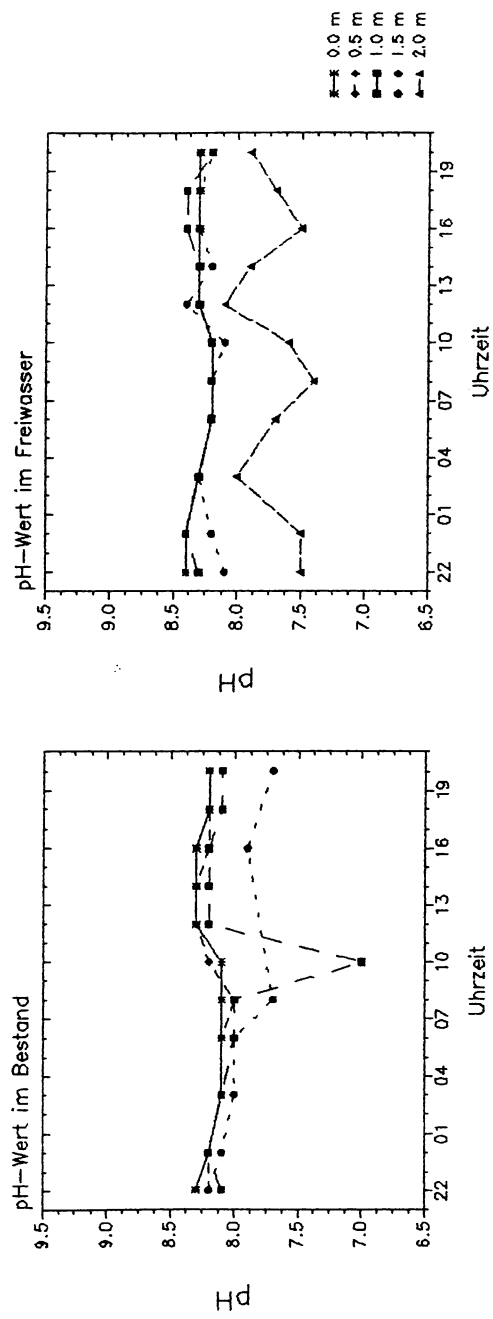 pH-Wert im Bestand
pH
9.5
9.0
8.5
8.0
7.5
7.0
6.5
22 01 04 07 10 13 16 19
Uhrzeit
pH-Wert im Freiwasser
pH
9.5
9.0
8.5
8.0
7.5
7.0
6.5
22 01 04 07 10 13 16 19
Uhrzeit
0.0 m
0.5 m
1.0 m
1.5 m
2.0 m